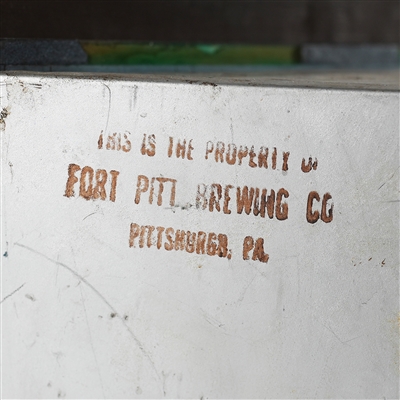 THIS IS THE PROPERTY OF
FORT PITT BREWING CO
PITTSBURGH, PA.